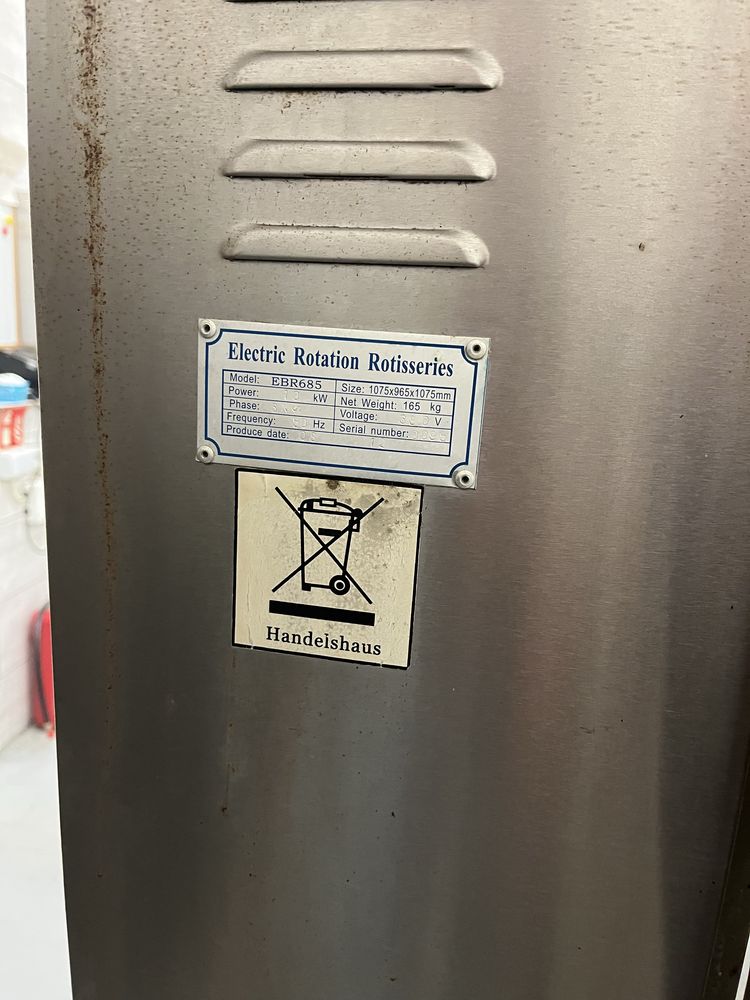 Electric Rotation Rotisseries
Model: EBR685 Size: 1075x965x1075mm
Power: kW Net Weight: 165 kg
Phase: Voltage: V
Frequency: 50 Hz Serial number:
Produce date:
Handelshaus